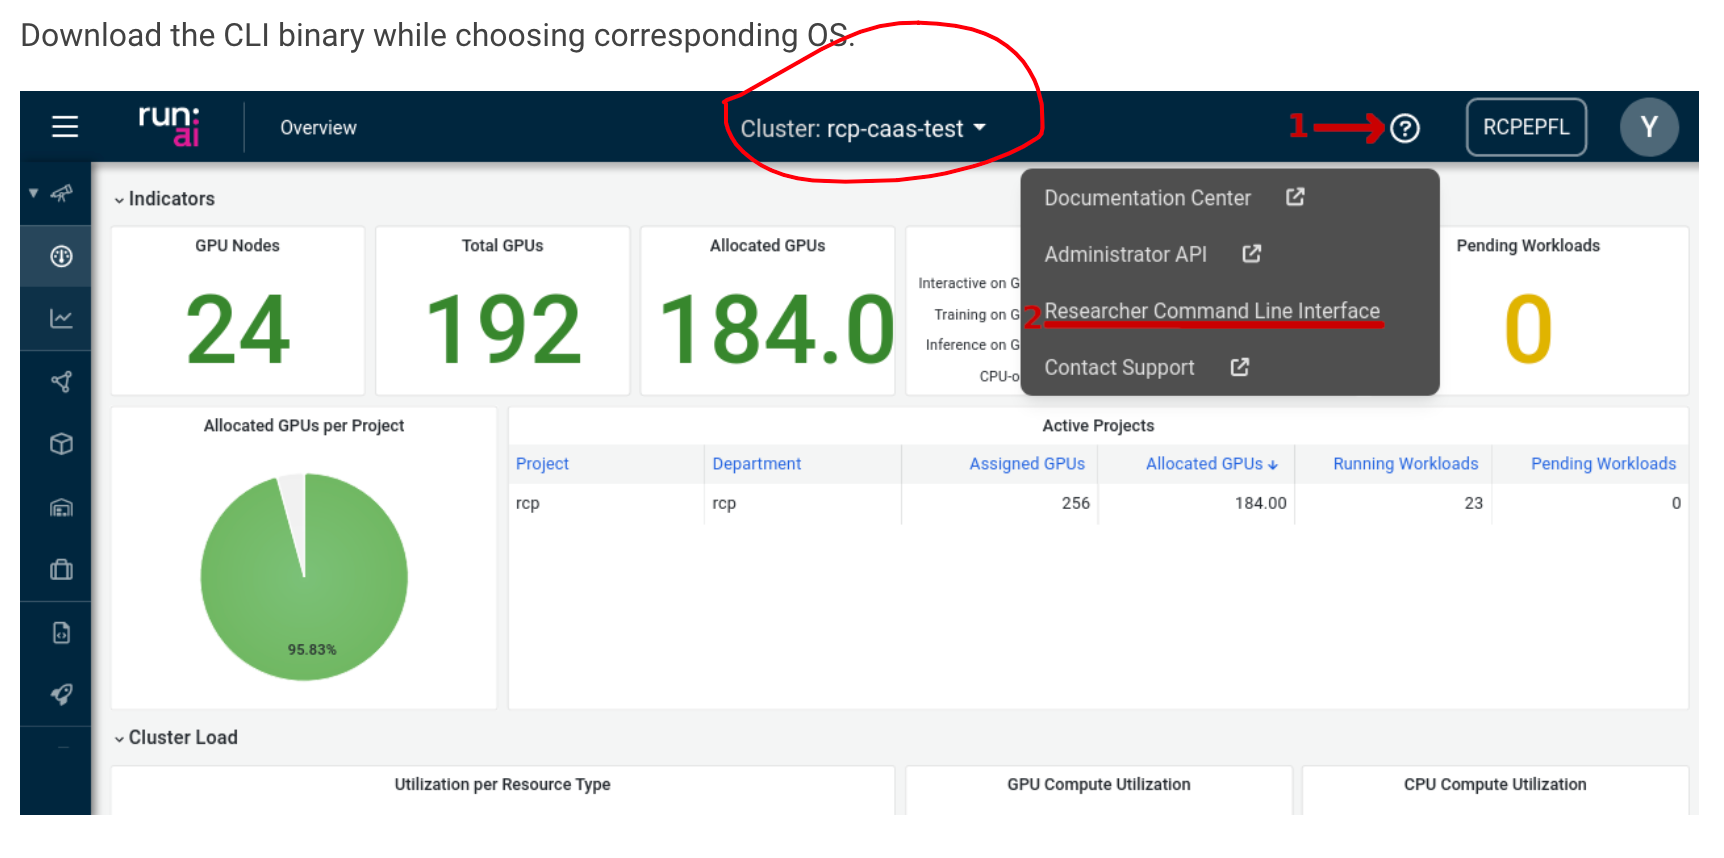 Download the CLI binary while choosing corresponding OS.
run:
ai
Overview
Cluster: rcp-caas-test
1
?
RCPEPFL
Y
Documentation Center
Administrator API
2 Researcher Command Line Interface
Contact Support
Indicators
GPU Nodes
24
Total GPUs
192
Allocated GPUs
184.0
Interactive on G
Training on G
Inference on G
CPU-o
Pending Workloads
0
Allocated GPUs per Project
95.83%
Active Projects
Project Department Assigned GPUs Allocated GPUs ↓ Running Workloads Pending Workloads
rcp rcp 256 184.00 23 0
Cluster Load
Utilization per Resource Type
GPU Compute Utilization
CPU Compute Utilization